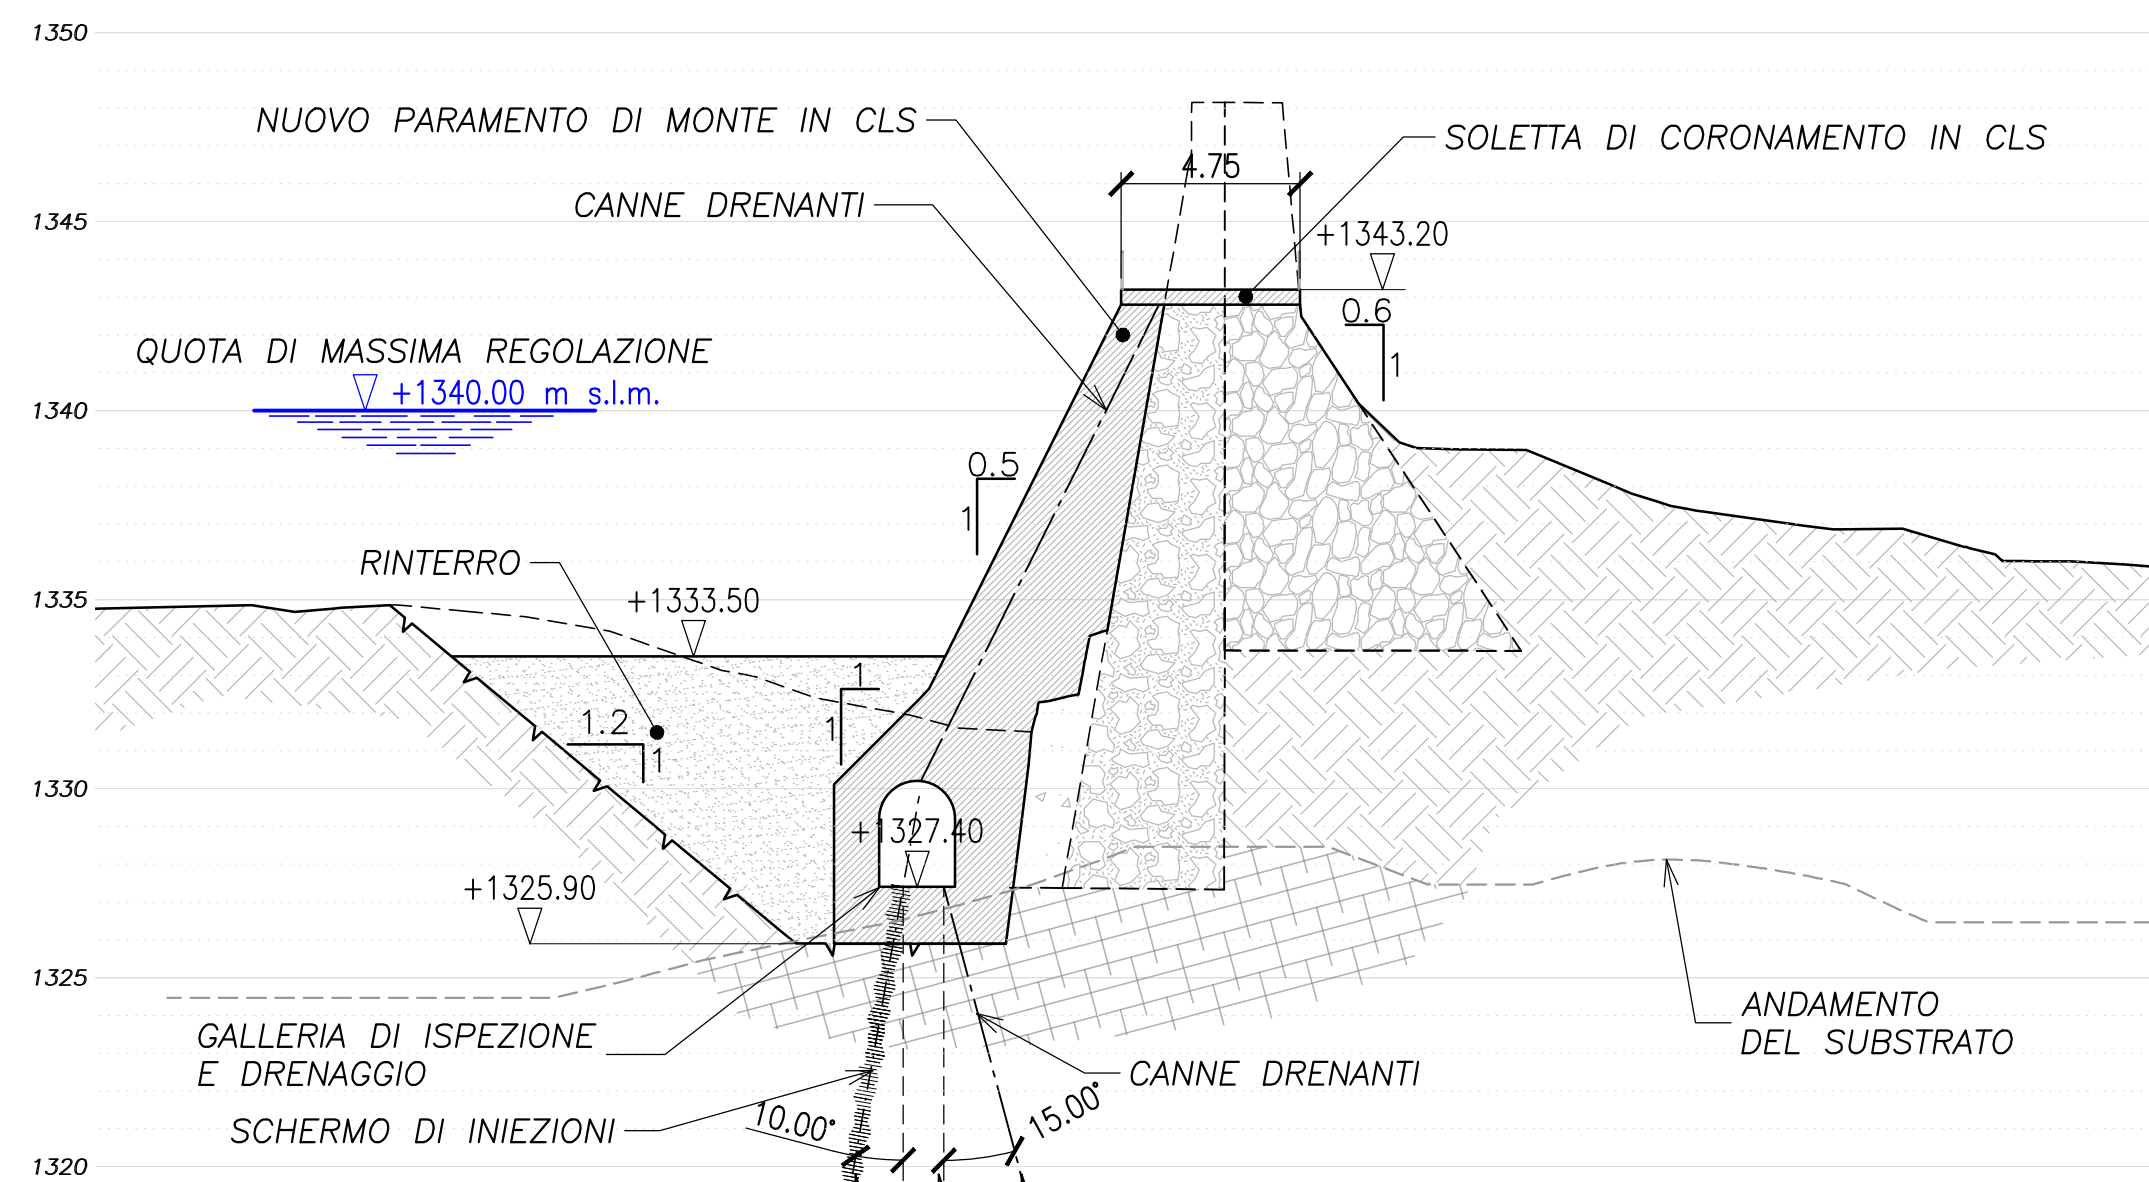 1350
NUOVO PARAMENTO DI MONTE IN CLS
SOLETTA DI CORONAMENTO IN CLS
4.75
CANNE DRENANTI
1345
+1343.20
0.6
1
QUOTA DI MASSIMA REGOLAZIONE
+1340.00 m s.l.m.
1340
0.5
1
RINTERRO
+1333.50
1335
1
1
1.2
1
1330
+1327.40
+1325.90
1325
GALLERIA DI ISPEZIONE
E DRENAGGIO
ANDAMENTO
DEL SUBSTRATO
CANNE DRENANTI
SCHERMO DI INIEZIONI
10.00°
15.00°
1320